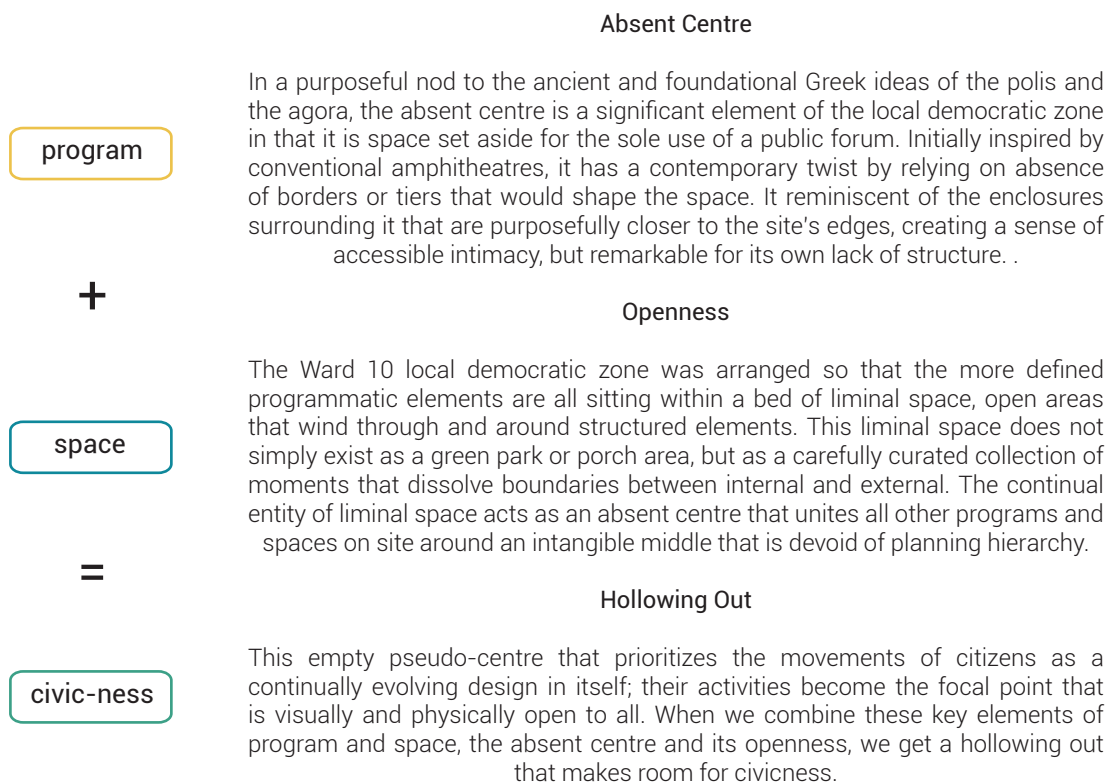 Absent Centre
In a purposeful nod to the ancient and foundational Greek ideas of the polis and
the agora, the absent centre is a significant element of the local democratic zone
in that it is space set aside for the sole use of a public forum. Initially inspired by
conventional amphitheatres, it has a contemporary twist by relying on absence
of borders or tiers that would shape the space. It reminiscent of the enclosures
surrounding it that are purposefully closer to the site's edges, creating a sense of
accessible intimacy, but remarkable for its own lack of structure. .
program
+
Openness
The Ward 10 local democratic zone was arranged so that the more defined
programmatic elements are all sitting within a bed of liminal space, open areas
that wind through and around structured elements. This liminal space does not
simply exist as a green park or porch area, but as a carefully curated collection of
moments that dissolve boundaries between internal and external. The continual
entity of liminal space acts as an absent centre that unites all other programs and
spaces on site around an intangible middle that is devoid of planning hierarchy.
space
=
Hollowing Out
This empty pseudo-centre that prioritizes the movements of citizens as a
continually evolving design in itself; their activities become the focal point that
is visually and physically open to all. When we combine these key elements of
program and space, the absent centre and its openness, we get a hollowing out
that makes room for civicness.
civic-ness